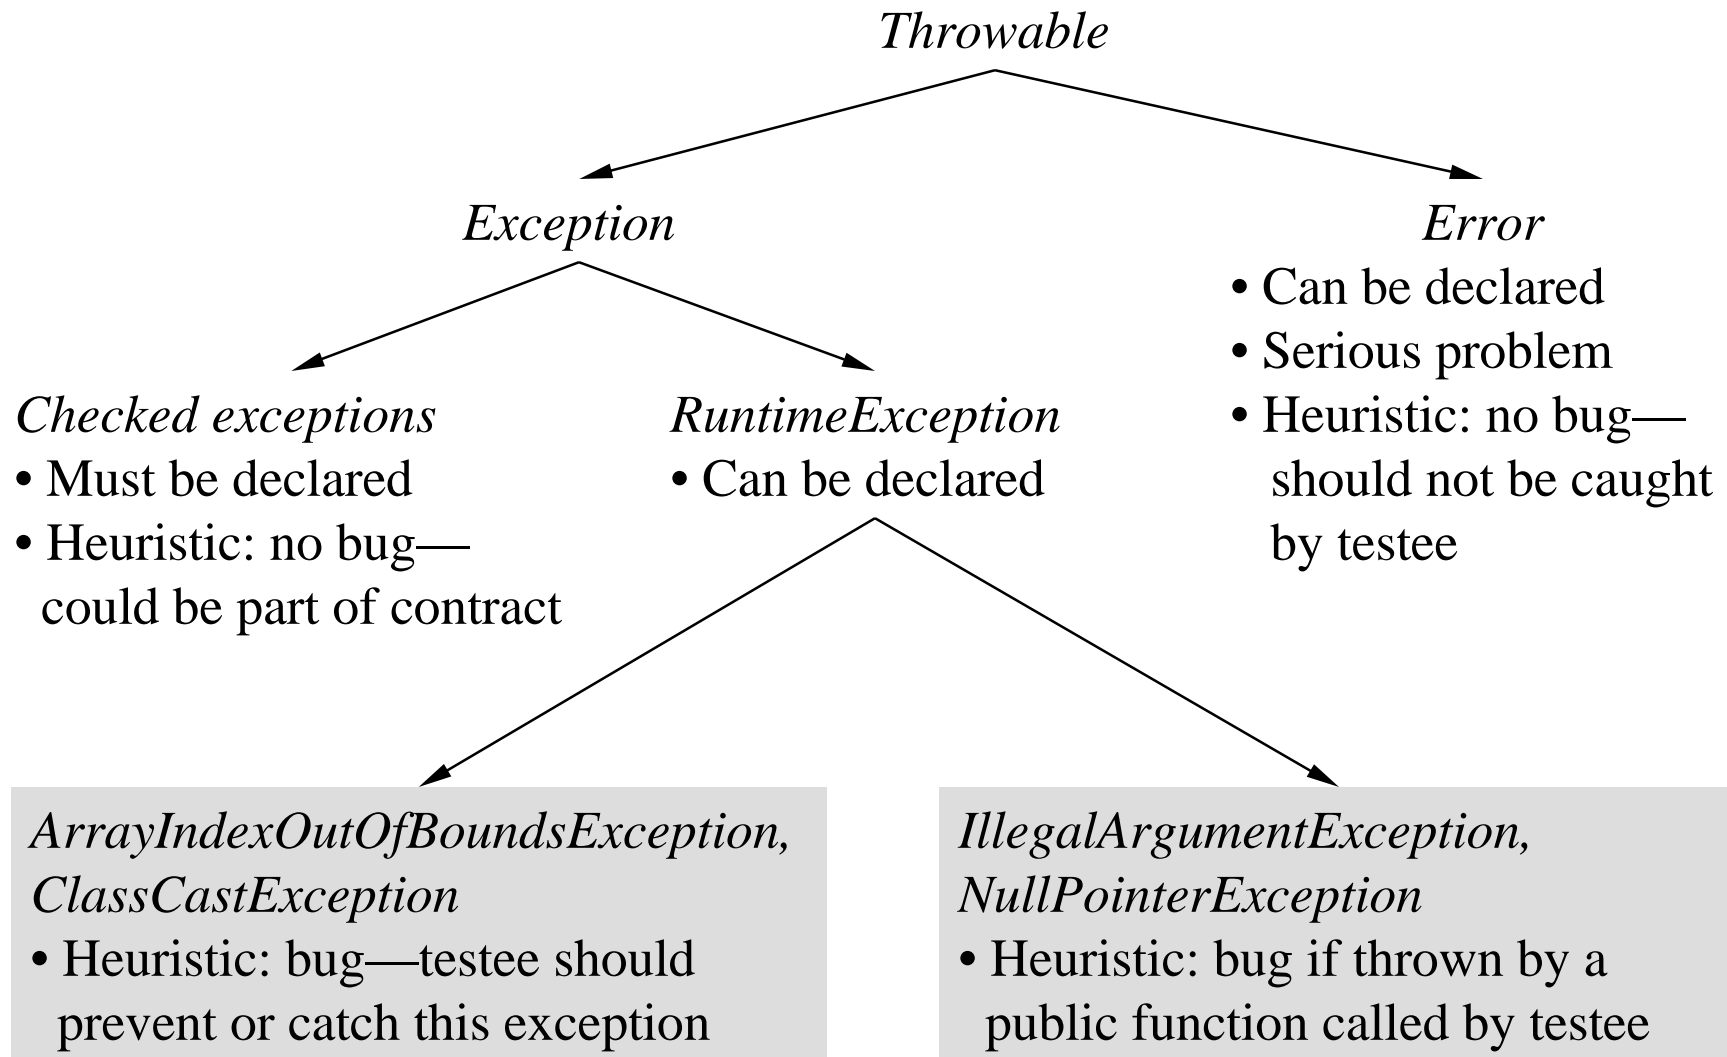 Throwable
Exception
Error
• Can be declared
• Serious problem
• Heuristic: no bug—
should not be caught
by testee
Checked exceptions
• Must be declared
• Heuristic: no bug—
could be part of contract
RuntimeException
• Can be declared
ArrayIndexOutOfBoundsException,
ClassCastException
• Heuristic: bug—testee should
prevent or catch this exception
IllegalArgumentException,
NullPointerException
• Heuristic: bug if thrown by a
public function called by testee